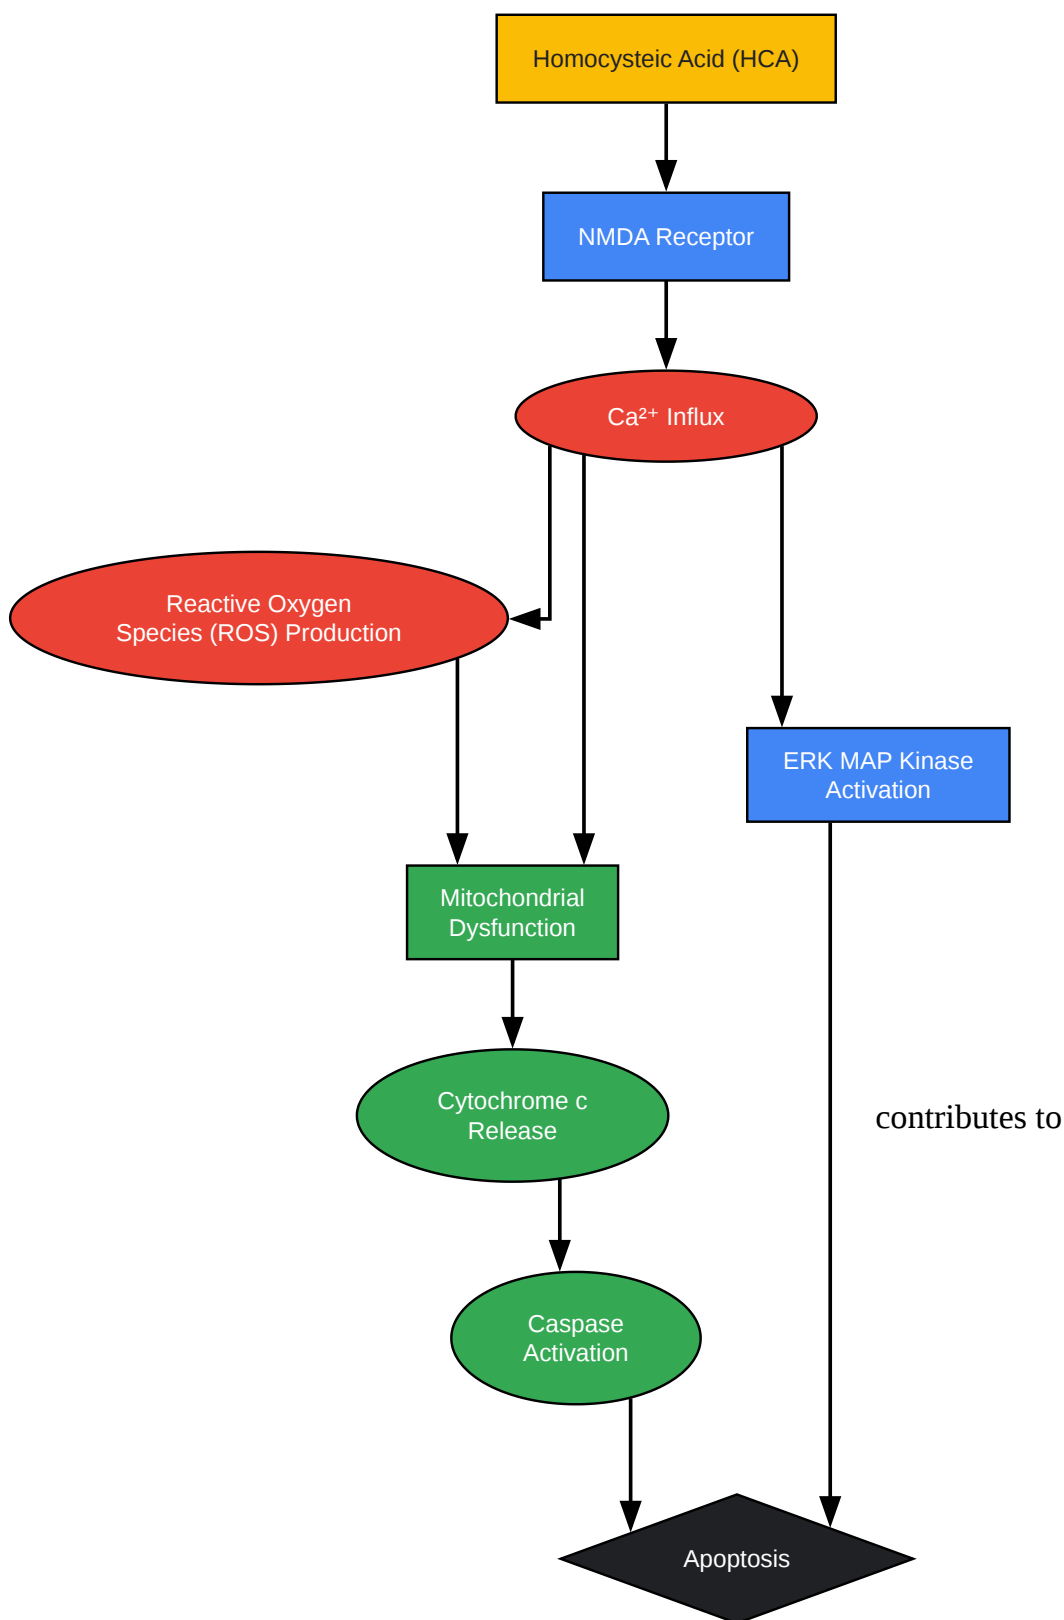 Homocysteic Acid (HCA)
NMDA Receptor
Ca²⁺ Influx
Reactive Oxygen
Species (ROS) Production
ERK MAP Kinase
Activation
Mitochondrial
Dysfunction
Cytochrome c
Release
contributes to
Caspase
Activation
Apoptosis